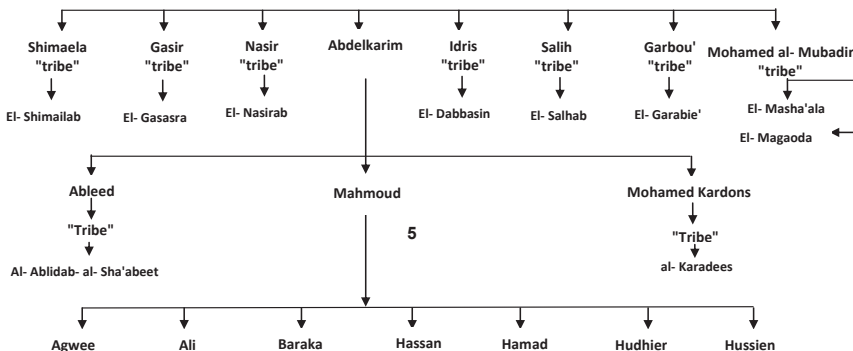 Shimaela Gasir Nasir Abdelkarim Idris Salih Garbou' Mohamed al- Mubadir
"tribe" "tribe" "tribe" "tribe" "tribe" "tribe" "tribe"
El- Shimailab El- Gasasra El- Nasirab El- Dabbasin El- Salhab El- Garabie' El- Masha'ala
El- Magaoda
Ableed Mahmoud Mohamed Kardons
"Tribe" 5 "Tribe"
Al- Ablidab- al- Sha'abeet al- Karadees
Agwee Ali Baraka Hassan Hamad Hudhier Hussien